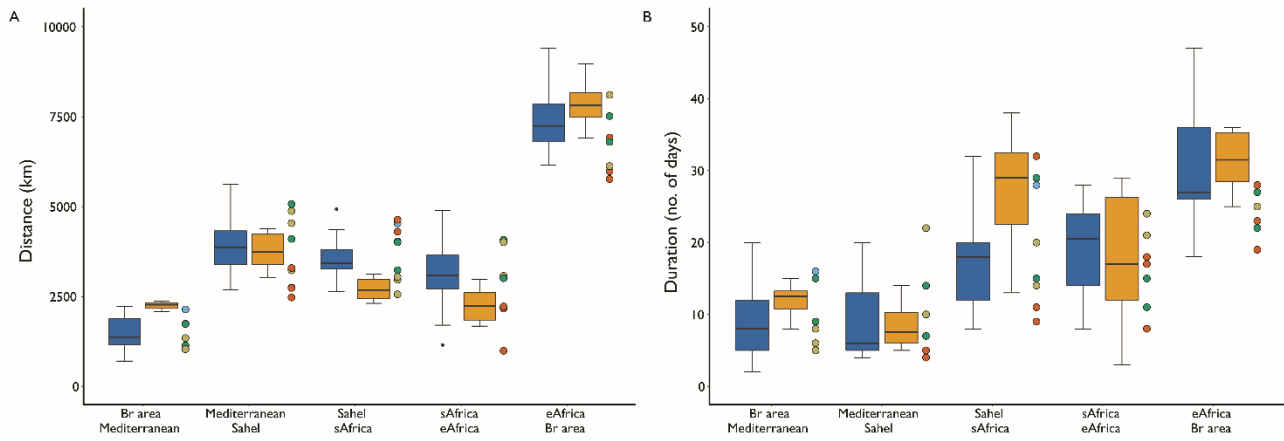 A
Distance (km)
10000
7500
5000
2500
0
Br area Mediterranean Sahel sAfrica eAfrica
Mediterranean Sahel sAfrica eAfrica Br area
B
Duration (no. of days)
50
40
30
20
10
0
Br area Mediterranean Sahel sAfrica eAfrica
Mediterranean Sahel sAfrica eAfrica Br area